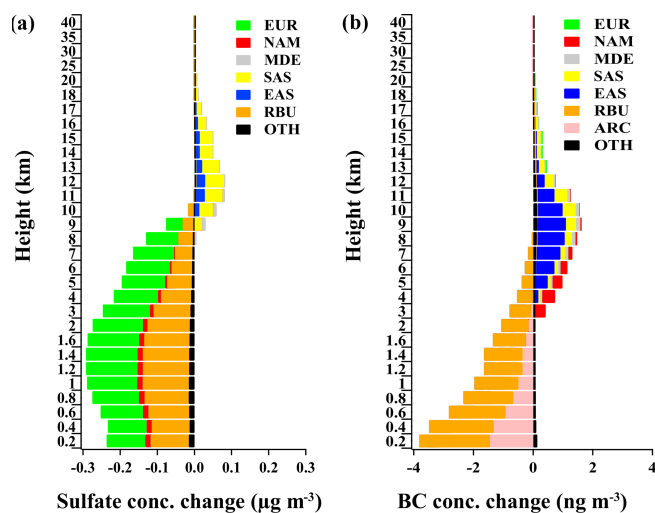 (a)
EUR
NAM
MDE
SAS
EAS
RBU
OTH
Height (km)
40
35
30
25
20
18
17
16
15
14
13
12
11
10
9
8
7
6
5
4
3
2
1.6
1.4
1.2
1
0.8
0.6
0.4
0.2
-0.3 -0.2 -0.1 0.0 0.1 0.2 0.3
Sulfate conc. change (µg m⁻³)
(b)
EUR
NAM
MDE
SAS
EAS
RBU
ARC
OTH
Height (km)
40
35
30
25
20
18
17
16
15
14
13
12
11
10
9
8
7
6
5
4
3
2
1.6
1.4
1.2
1
0.8
0.6
0.4
0.2
-4 -2 0 2 4
BC conc. change (ng m⁻³)